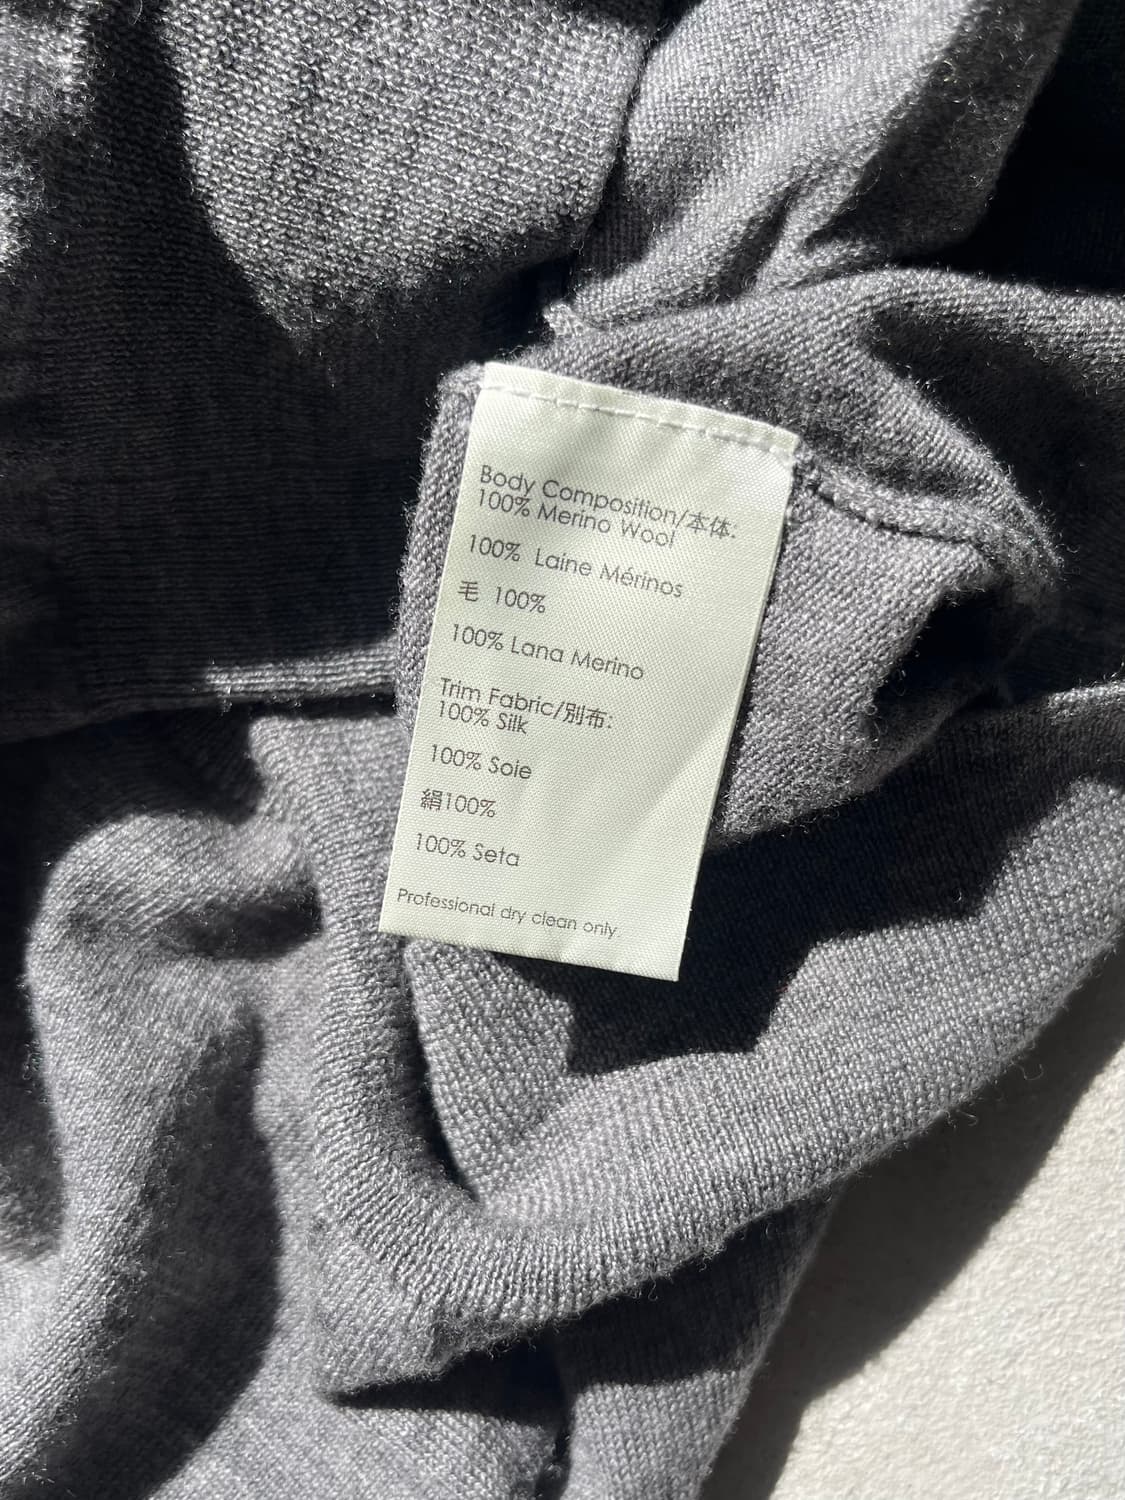 Body Composition/本体:
100% Merino Wool
100% Laine Mérinos
毛 100%
100% Lana Merino
Trim Fabric/別布:
100% Silk
100% Soie
絹100%
100% Seta
Professional dry clean only.